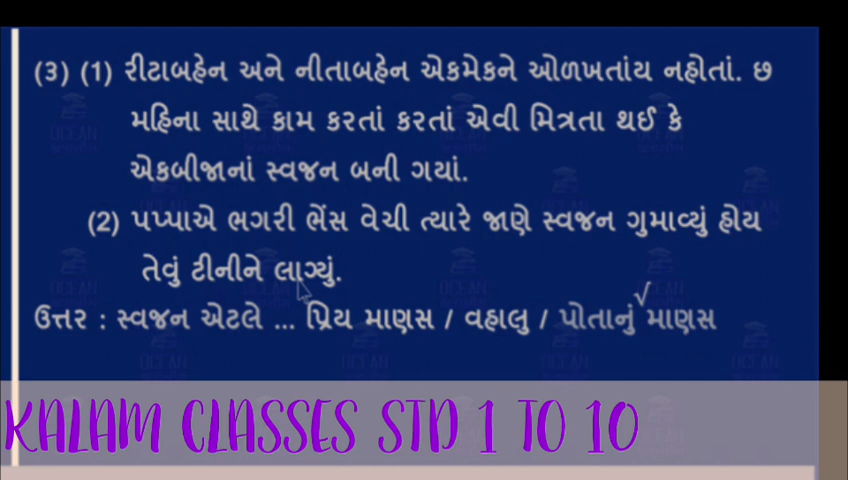 (3) (1) રીટાબહેન અને નીતાબહેન એકમેકને ઓળખતાંય નહોતાં. છ
મહિના સાથે કામ કરતાં કરતાં એવી મિત્રતા થઈ કે
એકબીજાનાં સ્વજન બની ગયાં.
(2) પપ્પાએ ભગરી ભેંસ વેચી ત્યારે જાણે સ્વજન ગુમાવ્યું હોય
તેવું ટીનીને લાગ્યું.
ઉત્તર : સ્વજન એટલે ... પ્રિય માણસ / વહાલુ / પોતાનું √ માણસ
KALAM CLASSES STD 1 TO 10